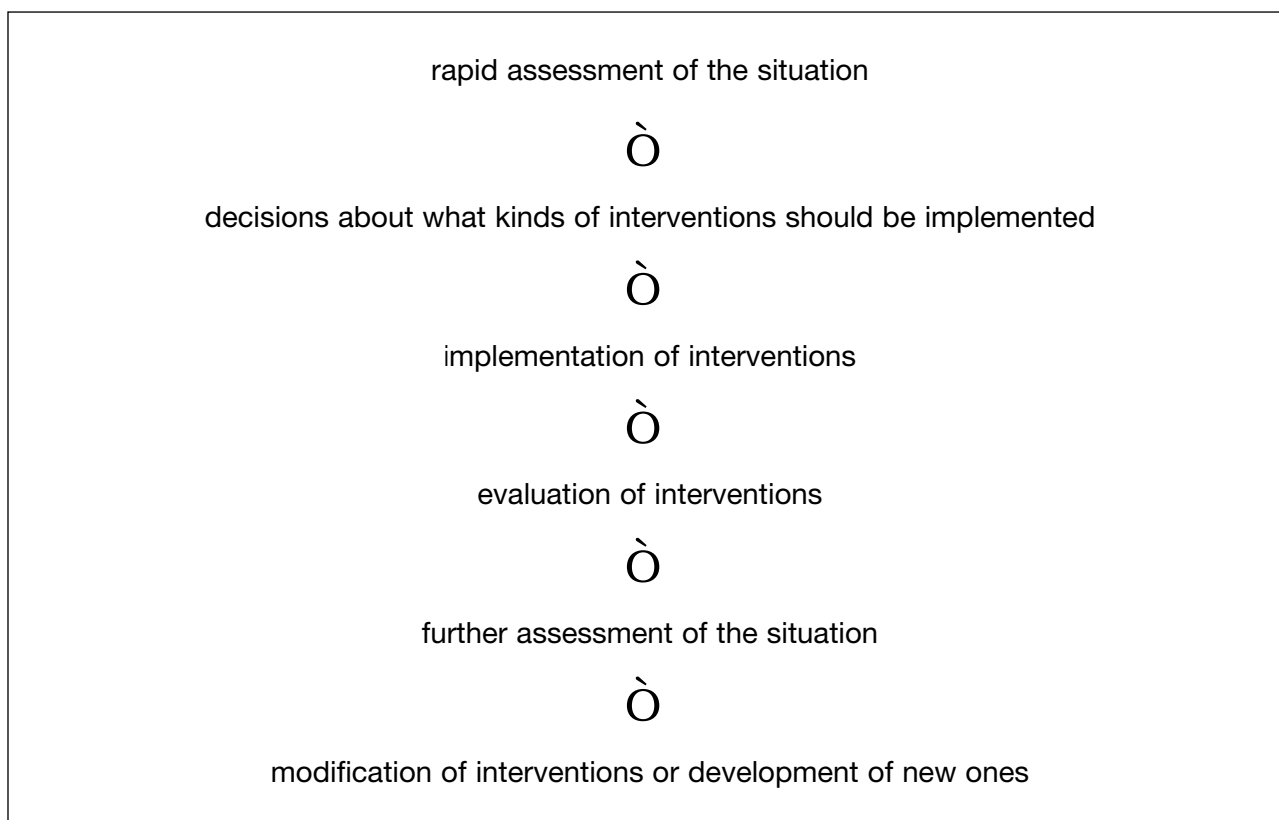 rapid assessment of the situation
Ò
decisions about what kinds of interventions should be implemented
Ò
implementation of interventions
Ò
evaluation of interventions
Ò
further assessment of the situation
Ò
modification of interventions or development of new ones